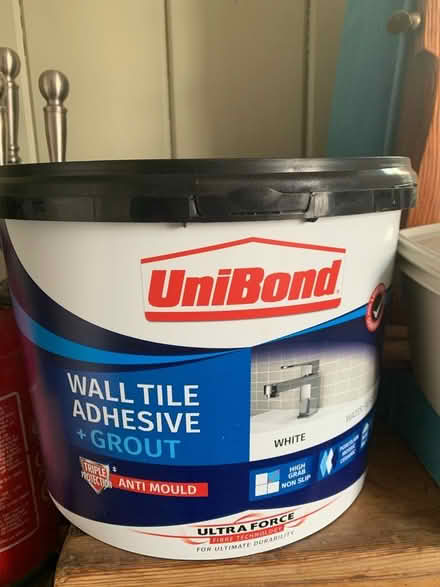 UniBond
WALL TILE
ADHESIVE
+ GROUT
WHITE
TRIPLE
PROTECTION
ANTI MOULD
HIGH
GRAB
NON SLIP
ULTRA FORCE
FIBRE TECHNOLOGY
FOR ULTIMATE DURABILITY